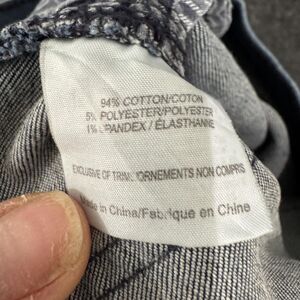 94% COTTON/COTON
5% POLYESTER/POLYESTER
1% SPANDEX / ÉLASTHANNE
EXCLUSIVE OF TRIM/ORNEMENTS NON COMPRIS
Made in China/Fabriqué en Chine